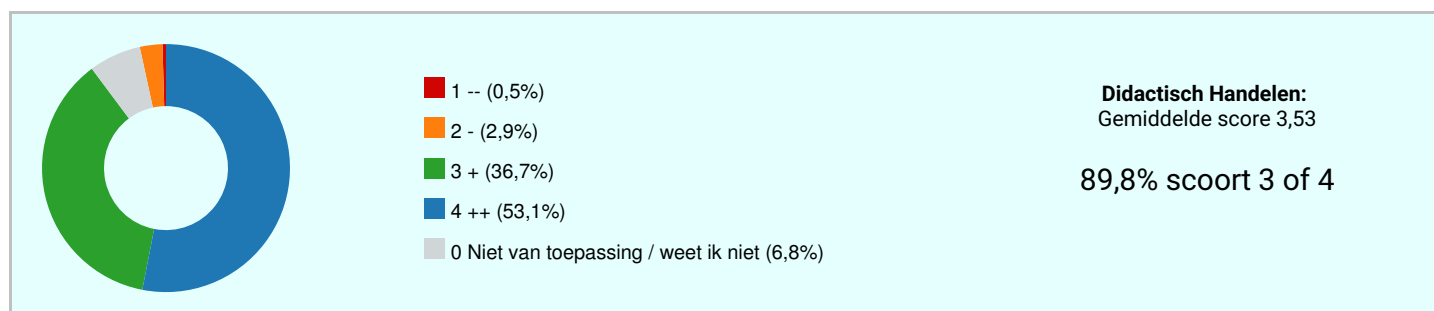 1 -- (0,5%)
2 - (2,9%)
3 + (36,7%)
4 ++ (53,1%)
0 Niet van toepassing / weet ik niet (6,8%)
Didactisch Handelen:
Gemiddelde score 3,53
89,8% scoort 3 of 4